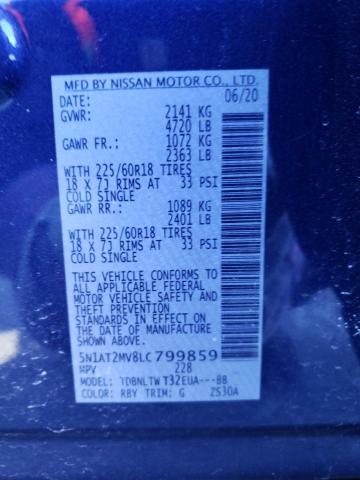 MFD BY NISSAN MOTOR CO., LTD.
DATE: 06/20
GVWR: 2141 KG
4720 LB
GAWR FR.: 1072 KG
2363 LB
WITH 225/60R18 TIRES
18 X 7J RIMS AT 33 PSI
COLD SINGLE
GAWR RR.: 1089 KG
2401 LB
WITH 225/60R18 TIRES
18 X 7J RIMS AT 33 PSI
COLD SINGLE
THIS VEHICLE CONFORMS TO
ALL APPLICABLE FEDERAL
MOTOR VEHICLE SAFETY
AND THEFT PREVENTION
STANDARDS IN EFFECT ON
THE DATE OF MANUFACTURE
SHOWN ABOVE.
5N1AT2MV8LC799859
MPV 228
MODEL: TDBNLTW T32EUA---BB
COLOR: RBY TRIM: G ZS30A